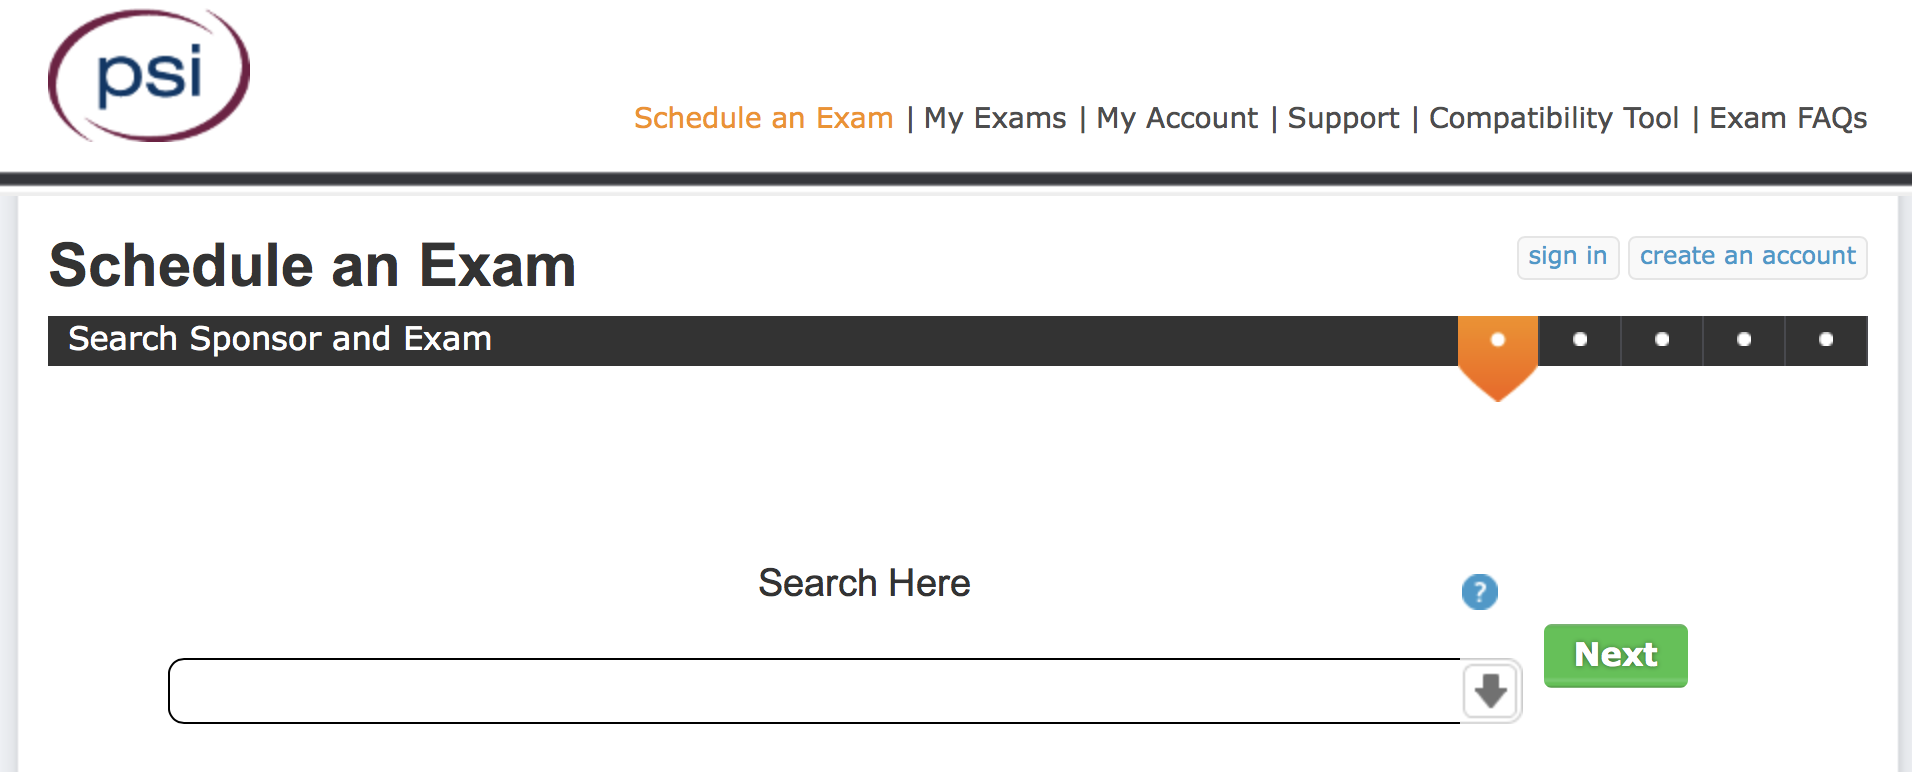 psi
Schedule an Exam | My Exams | My Account | Support | Compatibility Tool | Exam FAQs
Schedule an Exam
sign in
create an account
Search Sponsor and Exam
Search Here
?
Next